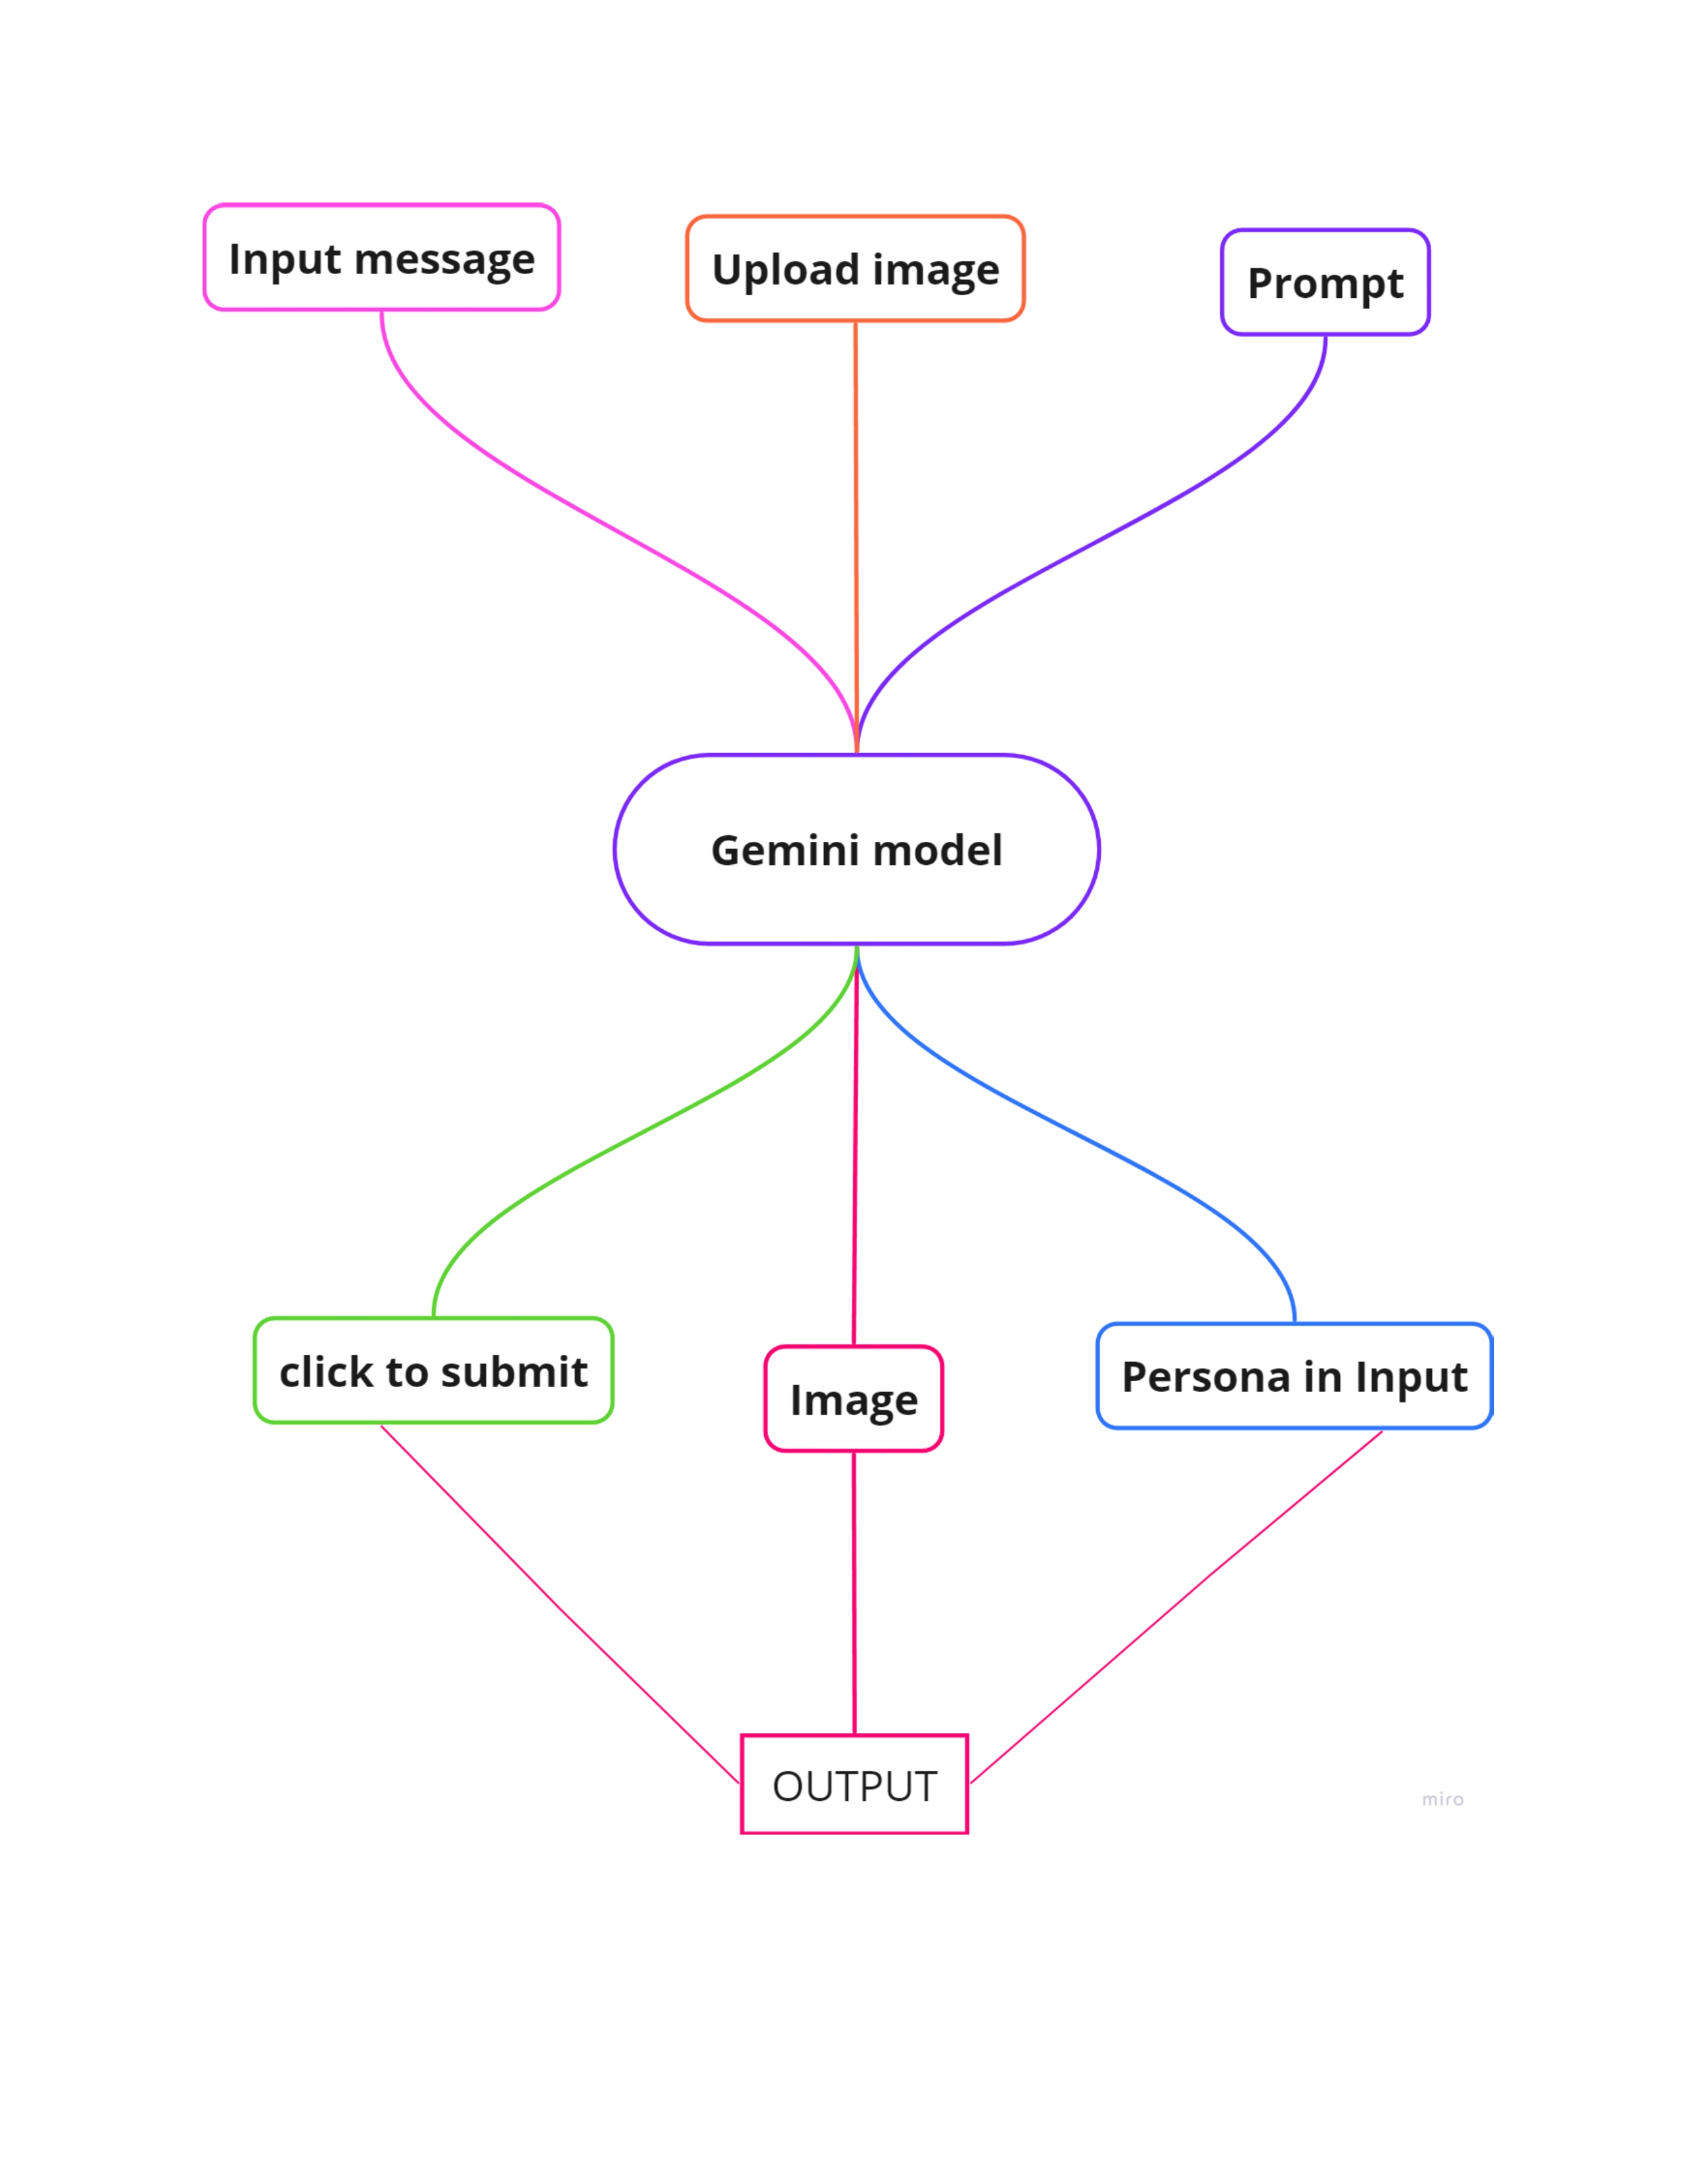 Input message
Upload image
Prompt
Gemini model
click to submit
Image
Persona in Input
OUTPUT
miro